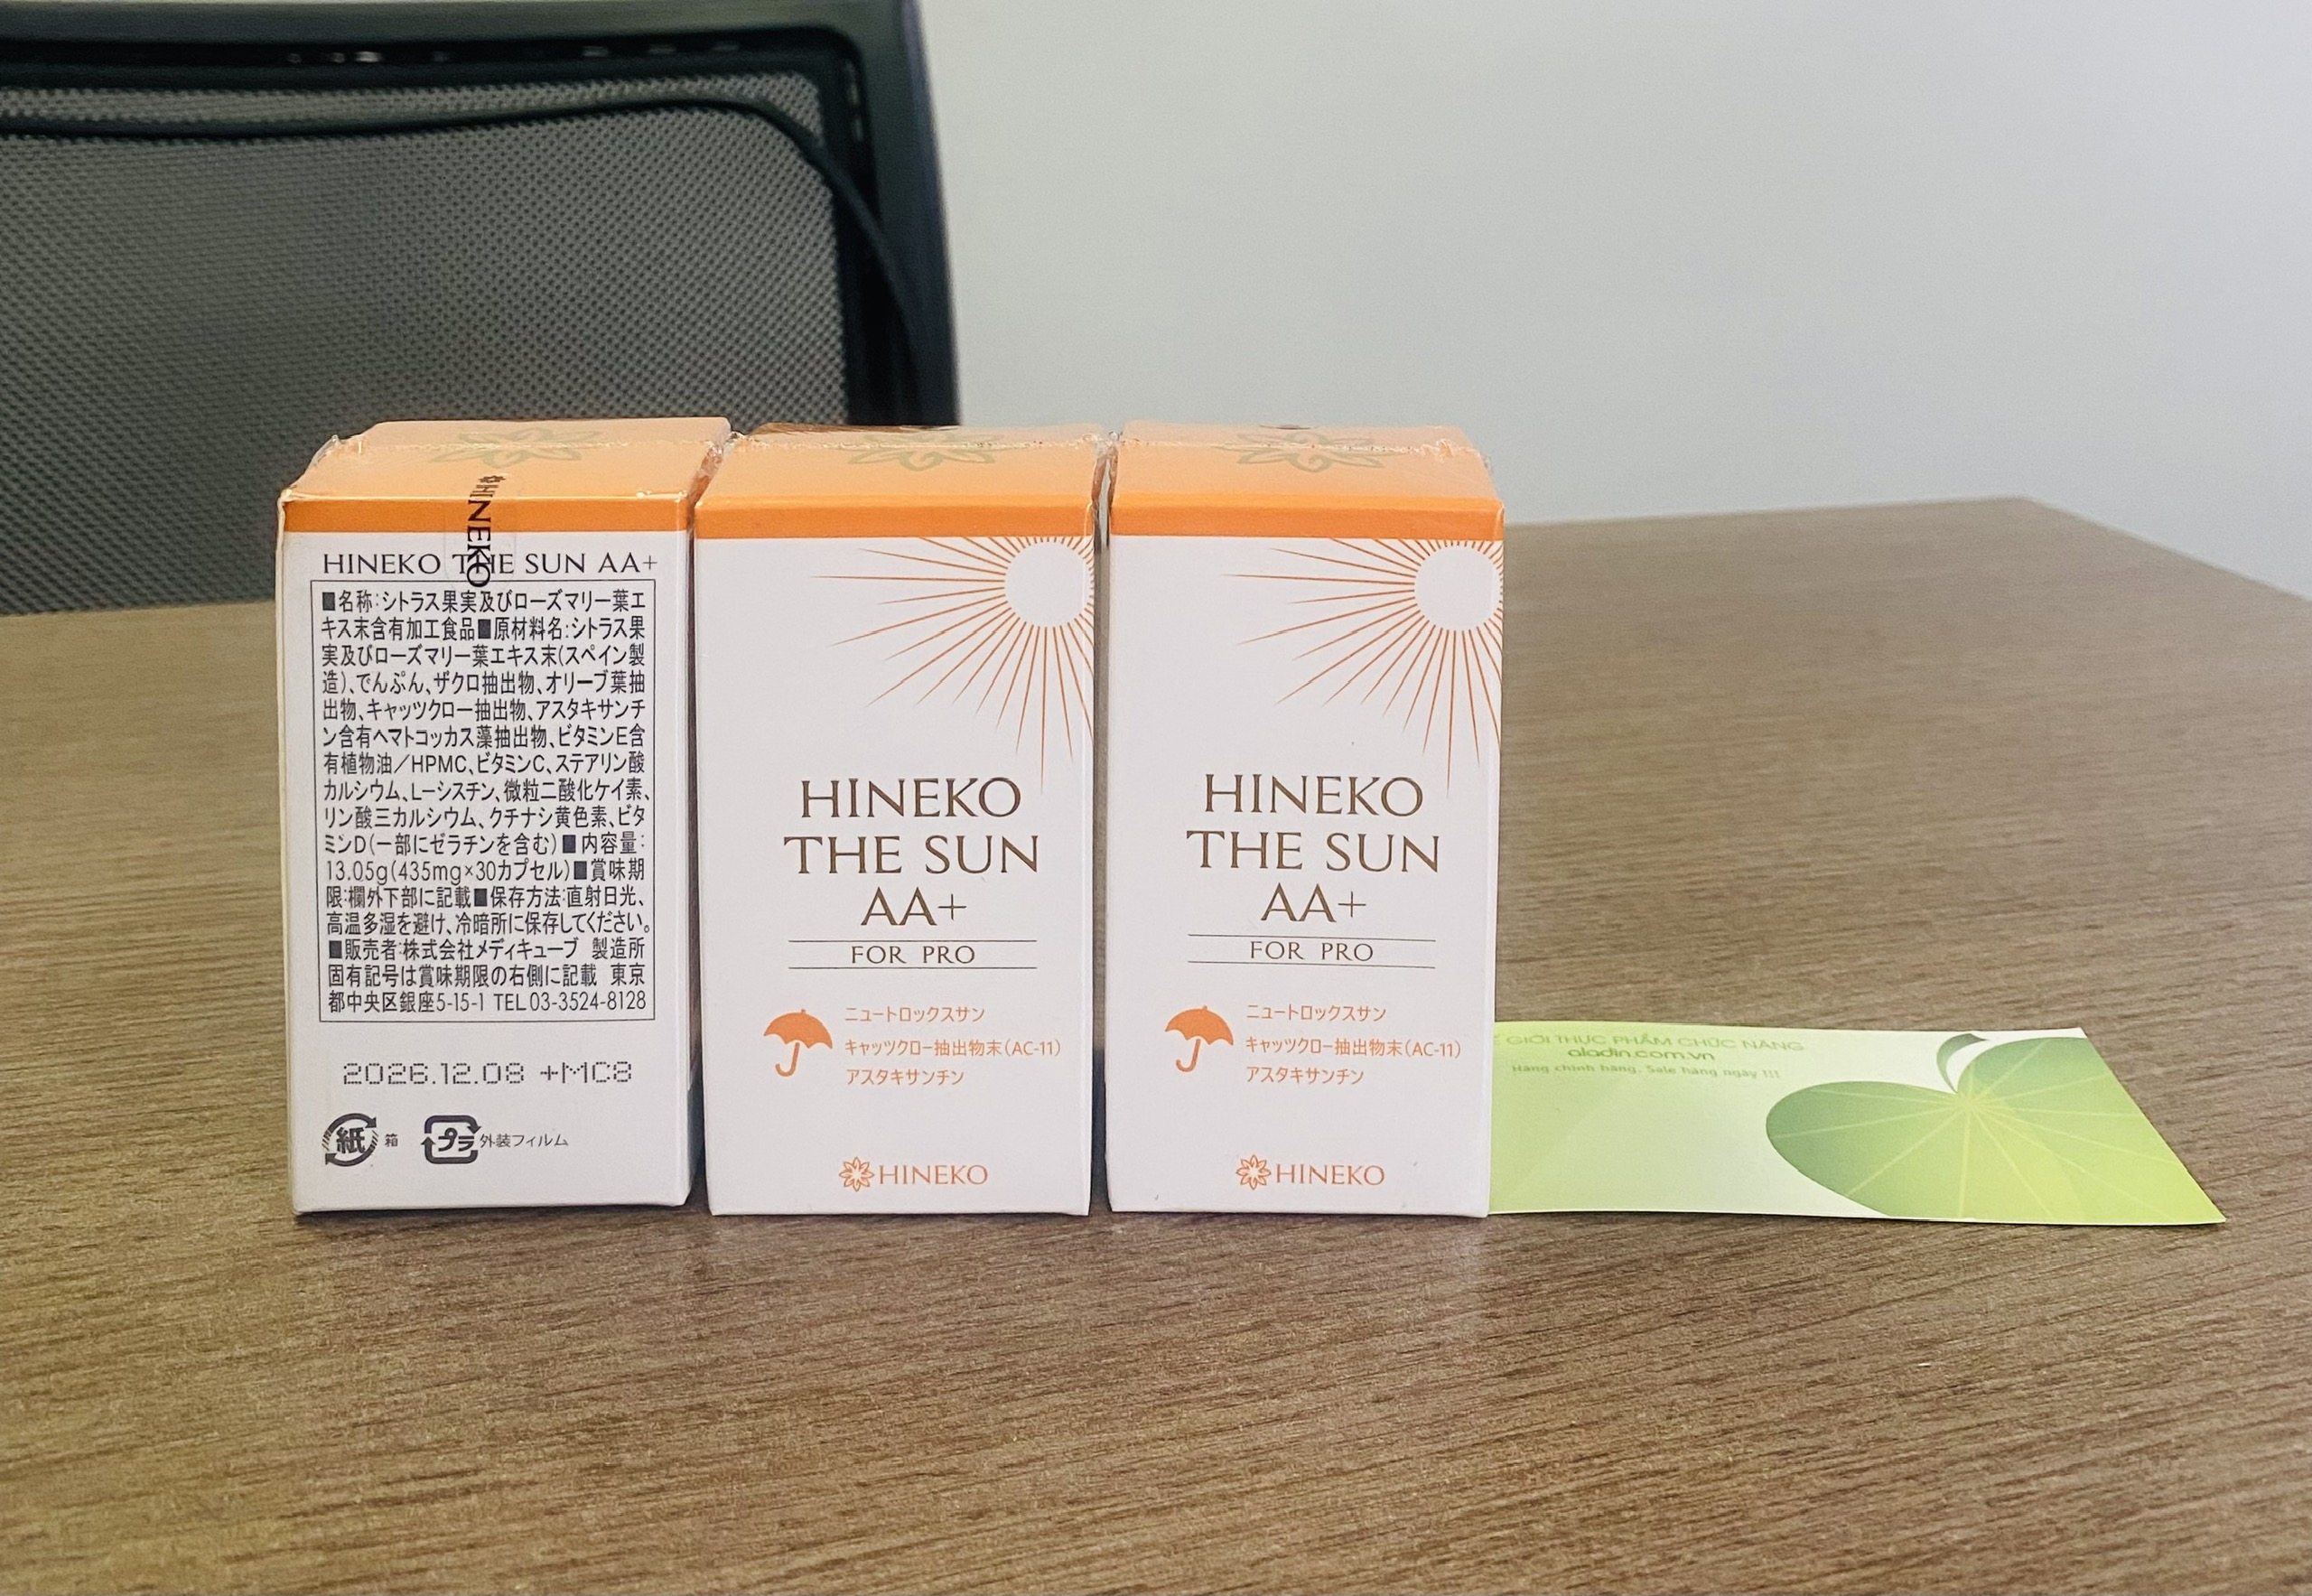 HINEKO
HINEKO THE SUN AA+
■名称:シトラス果実及びローズマリー葉エ
キス末含有加工食品■原材料名:シトラス果
実及びローズマリー葉エキス末(スペイン製
造)、でんぷん、ザクロ抽出物、オリーブ葉抽
出物、キャッツクロー抽出物、アスタキサンチ
ン含有ヘマトコッカス藻抽出物、ビタミンE含
有植物油/HPMC、ビタミンC、ステアリン酸
カルシウム、L-シスチン、微粒二酸化ケイ素、
リン酸三カルシウム、クチナシ黄色素、ビタ
ミンD(一部にゼラチンを含む)■内容量:
13.05g(435mg×30カプセル)■賞味期
限:欄外下部に記載■保存方法:直射日光、
高温多湿を避け、冷暗所に保存してください。
■販売者:株式会社メディキューブ 製造所
固有記号は賞味期限の右側に記載 東京
都中央区銀座5-15-1 TEL03-3524-8128
2026.12.08 +MC8
紙 箱 プラ 外装フィルム
HINEKO
THE SUN
AA+
FOR PRO
ニュートロックスサン
キャッツクロー抽出物末(AC-11)
アスタキサンチン
HINEKO
HINEKO
THE SUN
AA+
FOR PRO
ニュートロックスサン
キャッツクロー抽出物末(AC-11)
アスタキサンチン
HINEKO
GIỚI THỰC PHẨM CHỨC NĂNG
aladin.com.vn
Hàng chính hãng, Sale hàng ngày !!!